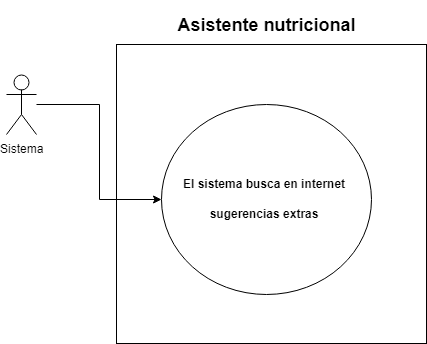 Asistente nutricional
Sistema
El sistema busca en internet
sugerencias extras